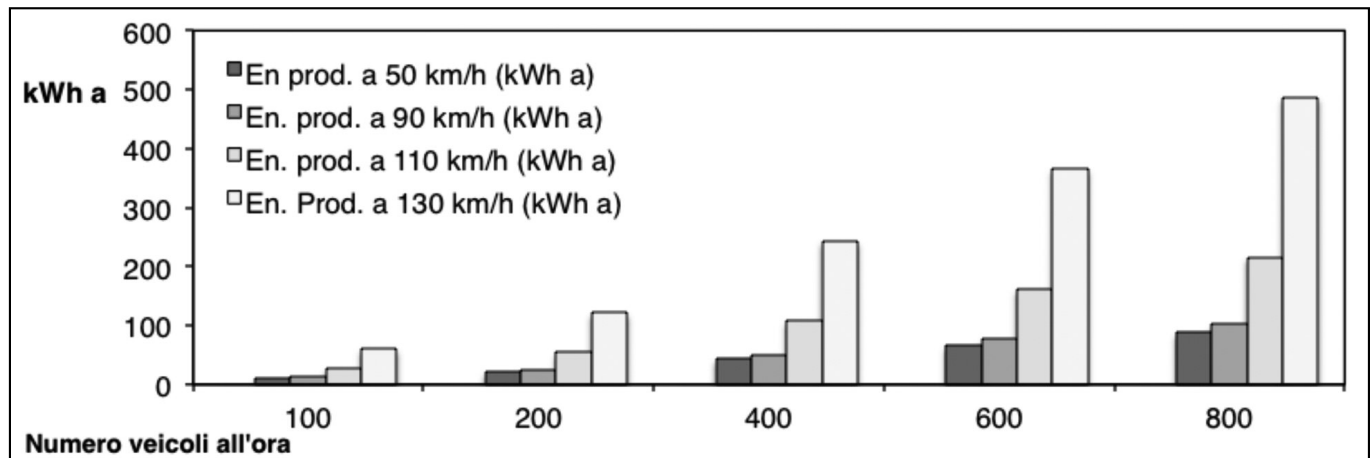 600
kWh a 500
400
300
200
100
0
En prod. a 50 km/h (kWh a)
En. prod. a 90 km/h (kWh a)
En. prod. a 110 km/h (kWh a)
En. Prod. a 130 km/h (kWh a)
100 200 400 600 800
Numero veicoli all'ora